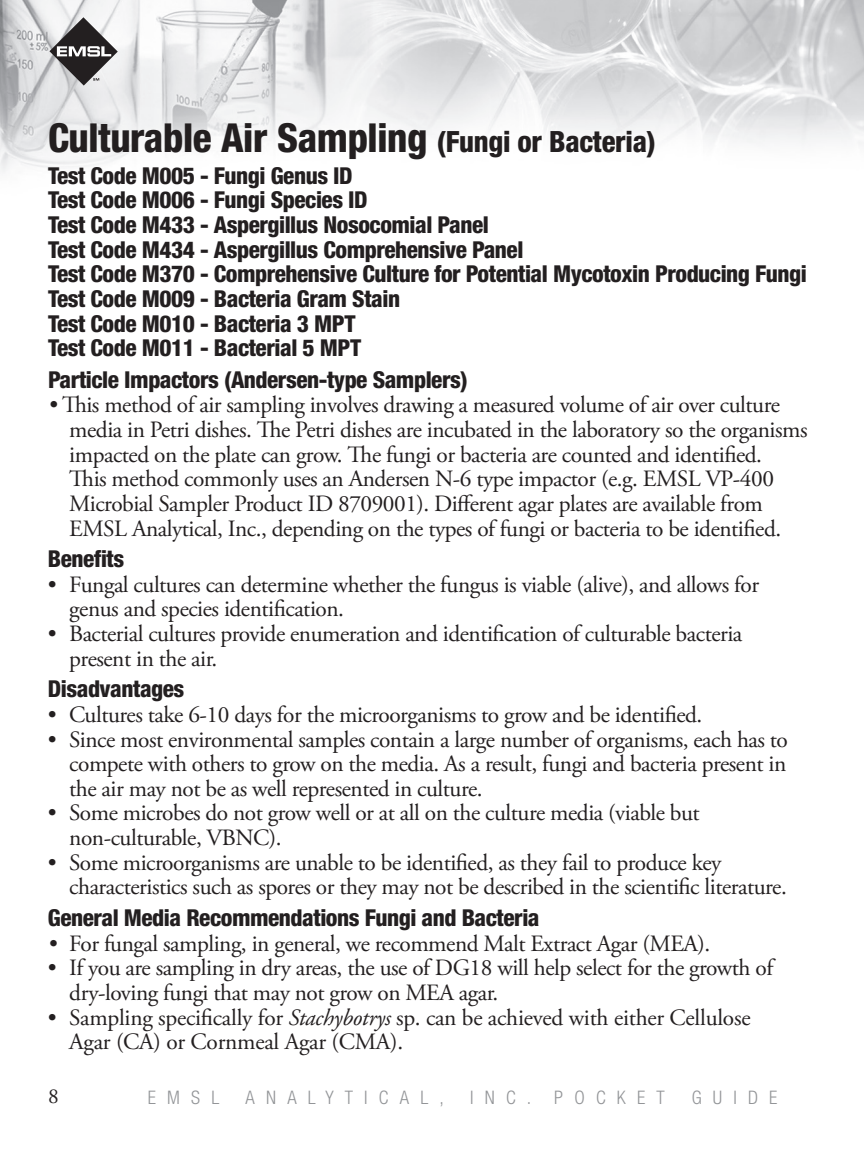 200 ml
± 5%
150
100
50
EMSL
SM
100 ml
0
20
80
60
Culturable Air Sampling (Fungi or Bacteria)
Test Code M005 - Fungi Genus ID
Test Code M006 - Fungi Species ID
Test Code M433 - Aspergillus Nosocomial Panel
Test Code M434 - Aspergillus Comprehensive Panel
Test Code M370 - Comprehensive Culture for Potential Mycotoxin Producing Fungi
Test Code M009 - Bacteria Gram Stain
Test Code M010 - Bacteria 3 MPT
Test Code M011 - Bacterial 5 MPT
Particle Impactors (Andersen-type Samplers)
• This method of air sampling involves drawing a measured volume of air over culture
media in Petri dishes. The Petri dishes are incubated in the laboratory so the organisms
impacted on the plate can grow. The fungi or bacteria are counted and identified.
This method commonly uses an Andersen N-6 type impactor (e.g. EMSL VP-400
Microbial Sampler Product ID 8709001). Different agar plates are available from
EMSL Analytical, Inc., depending on the types of fungi or bacteria to be identified.
Benefits
• Fungal cultures can determine whether the fungus is viable (alive), and allows for
genus and species identification.
• Bacterial cultures provide enumeration and identification of culturable bacteria
present in the air.
Disadvantages
• Cultures take 6-10 days for the microorganisms to grow and be identified.
• Since most environmental samples contain a large number of organisms, each has to
compete with others to grow on the media. As a result, fungi and bacteria present in
the air may not be as well represented in culture.
• Some microbes do not grow well or at all on the culture media (viable but
non-culturable, VBNC).
• Some microorganisms are unable to be identified, as they fail to produce key
characteristics such as spores or they may not be described in the scientific literature.
General Media Recommendations Fungi and Bacteria
• For fungal sampling, in general, we recommend Malt Extract Agar (MEA).
• If you are sampling in dry areas, the use of DG18 will help select for the growth of
dry-loving fungi that may not grow on MEA agar.
• Sampling specifically for Stachybotrys sp. can be achieved with either Cellulose
Agar (CA) or Cornmeal Agar (CMA).
8 EMSL ANALYTICAL, INC. POCKET GUIDE